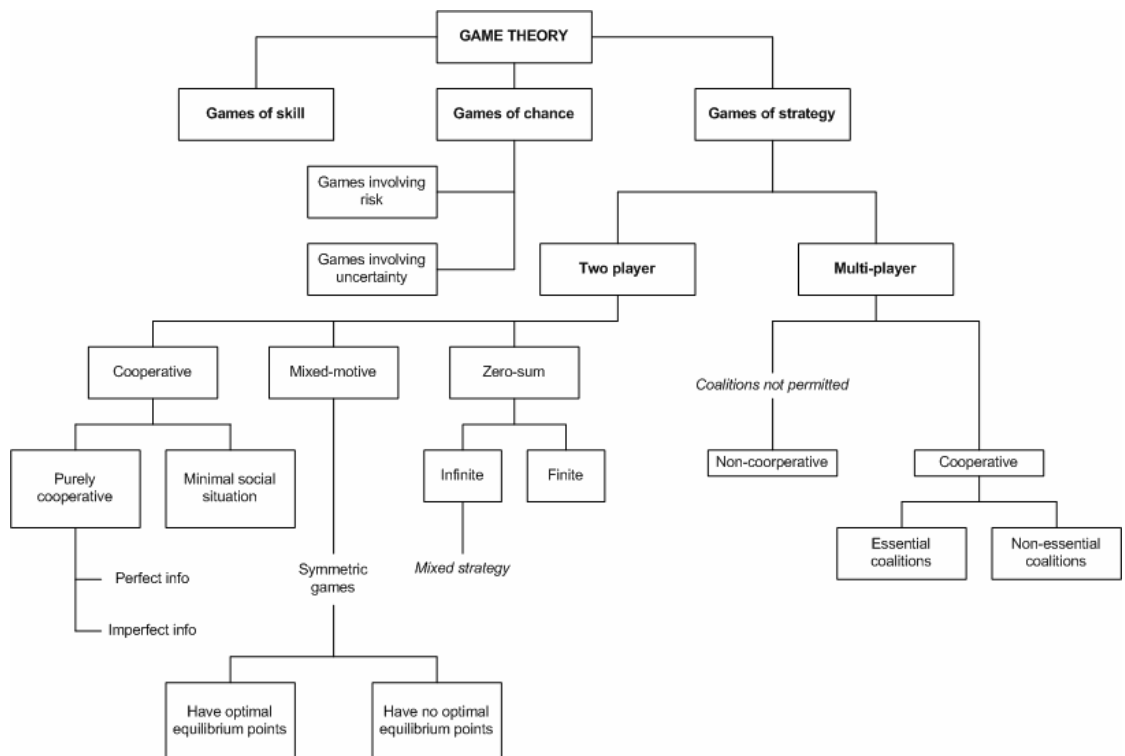 GAME THEORY
Games of skill
Games of chance
Games of strategy
Games involving
risk
Games involving
uncertainty
Two player
Multi-player
Cooperative
Mixed-motive
Zero-sum
Coalitions not permitted
Purely
cooperative
Minimal social
situation
Infinite
Finite
Non-coorperative
Cooperative
Essential
coalitions
Non-essential
coalitions
Perfect info
Symmetric
games
Mixed strategy
Imperfect info
Have optimal
equilibrium points
Have no optimal
equilibrium points